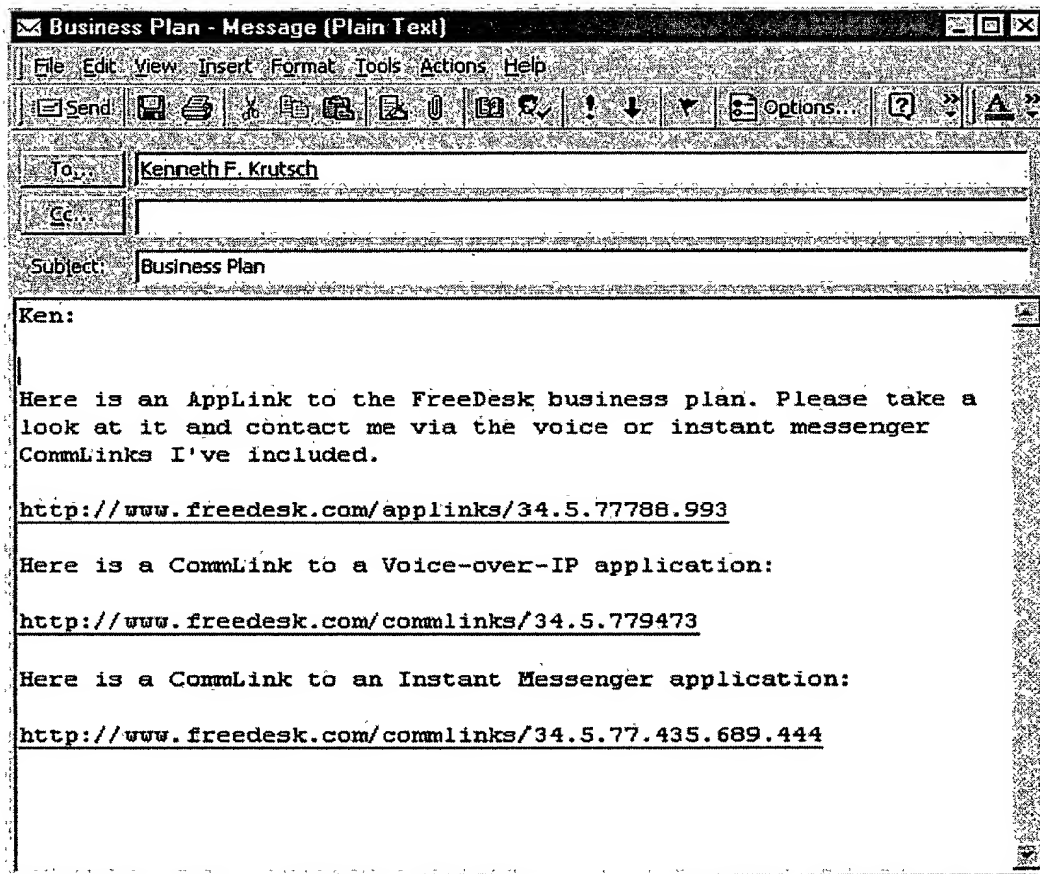 Business Plan - Message (Plain Text)
File Edit View Insert Format Tools Actions Help
Send Options...
To... Kenneth F. Krutsch
Cc...
Subject: Business Plan
Ken:
Here is an AppLink to the FreeDesk business plan. Please take a
look at it and contact me via the voice or instant messenger
CommLinks I've included.
http://www.freedesk.com/applinks/34.5.77788.993
Here is a CommLink to a Voice-over-IP application:
http://www.freedesk.com/commlinks/34.5.779473
Here is a CommLink to an Instant Messenger application:
http://www.freedesk.com/commlinks/34.5.77.435.689.444